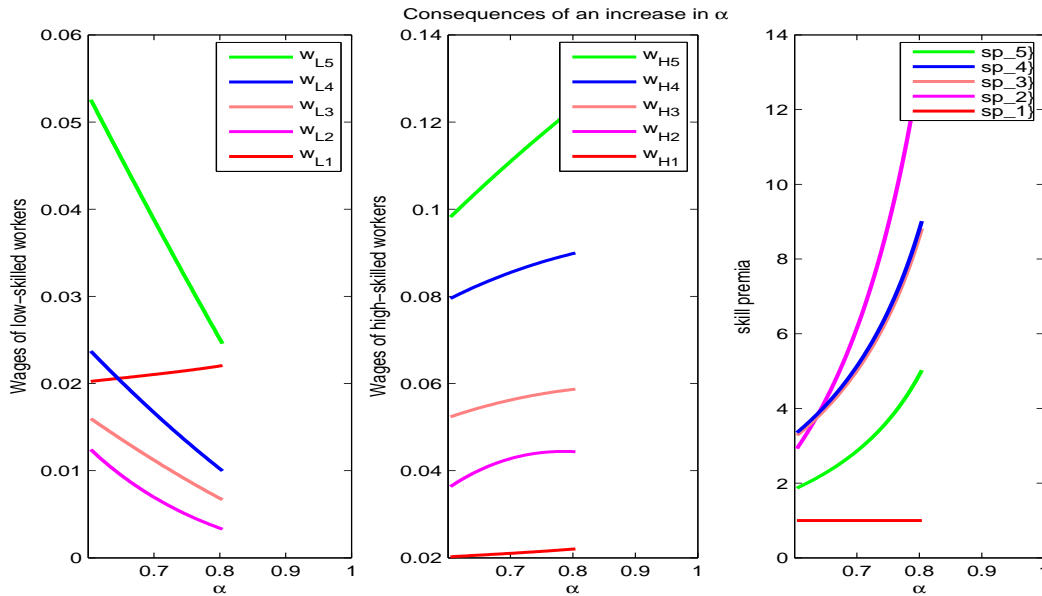 Consequences of an increase in α
Wages of low−skilled workers
0.06
0.05
0.04
0.03
0.02
0.01
0
0.7
0.8
0.9
1
α
w_L5
w_L4
w_L3
w_L2
w_L1
Wages of high−skilled workers
0.14
0.12
0.1
0.08
0.06
0.04
0.02
0.7
0.8
0.9
1
α
w_H5
w_H4
w_H3
w_H2
w_H1
skill premia
14
12
10
8
6
4
2
0
0.7
0.8
0.9
1
α
sp_5}
sp_4}
sp_3}
sp_2}
sp_1}